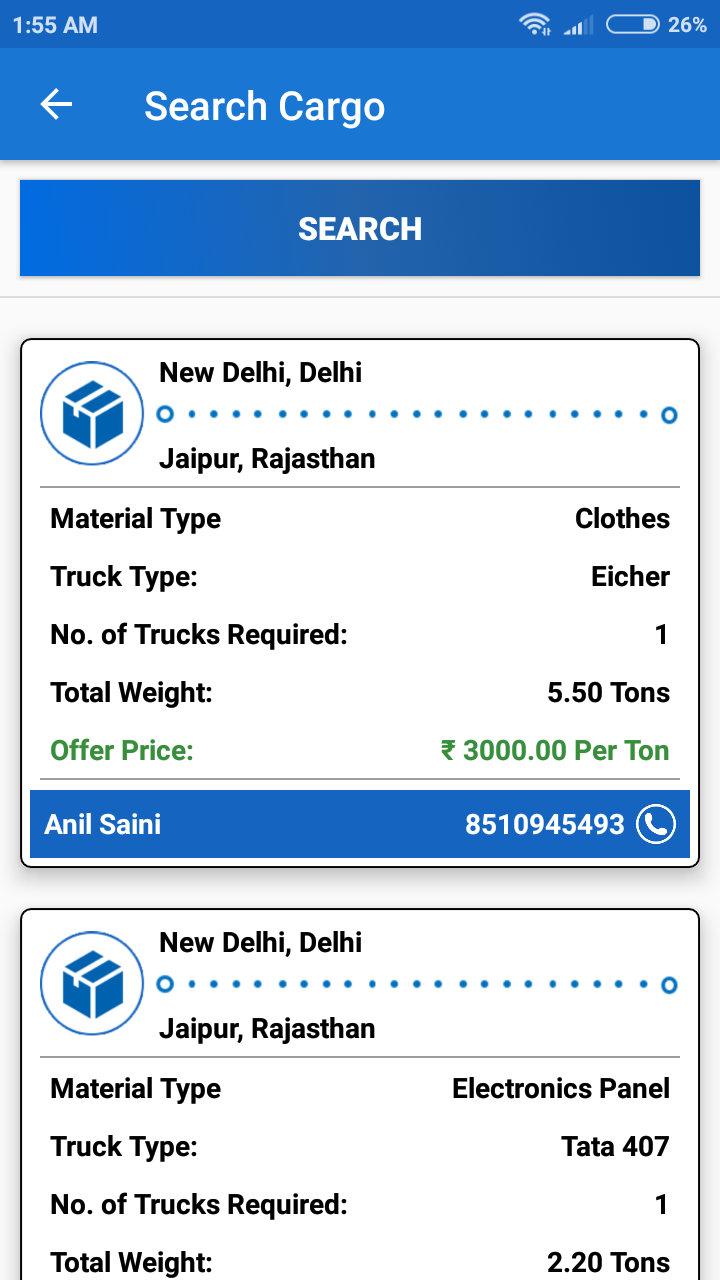 1:55 AM 26%
Search Cargo
SEARCH
New Delhi, Delhi
Jaipur, Rajasthan
Material Type Clothes
Truck Type: Eicher
No. of Trucks Required: 1
Total Weight: 5.50 Tons
Offer Price: ₹ 3000.00 Per Ton
Anil Saini 8510945493
New Delhi, Delhi
Jaipur, Rajasthan
Material Type Electronics Panel
Truck Type: Tata 407
No. of Trucks Required: 1
Total Weight: 2.20 Tons